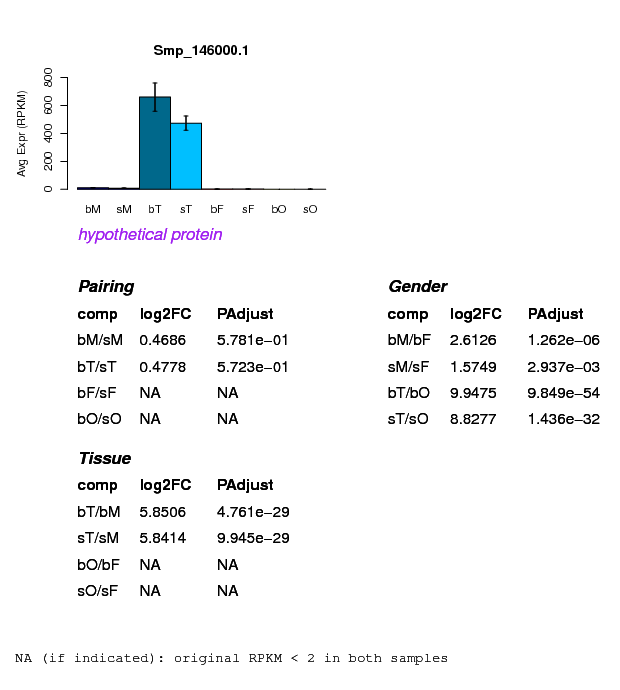 Smp_146000.1
Avg Expr (RPKM)
0 200 400 600 800
bM sM bT sT bF sF bO sO
hypothetical protein
Pairing
comp log2FC PAdjust
bM/sM 0.4686 5.781e−01
bT/sT 0.4778 5.723e−01
bF/sF NA NA
bO/sO NA NA
Gender
comp log2FC PAdjust
bM/bF 2.6126 1.262e−06
sM/sF 1.5749 2.937e−03
bT/bO 9.9475 9.849e−54
sT/sO 8.8277 1.436e−32
Tissue
comp log2FC PAdjust
bT/bM 5.8506 4.761e−29
sT/sM 5.8414 9.945e−29
bO/bF NA NA
sO/sF NA NA
NA (if indicated): original RPKM < 2 in both samples